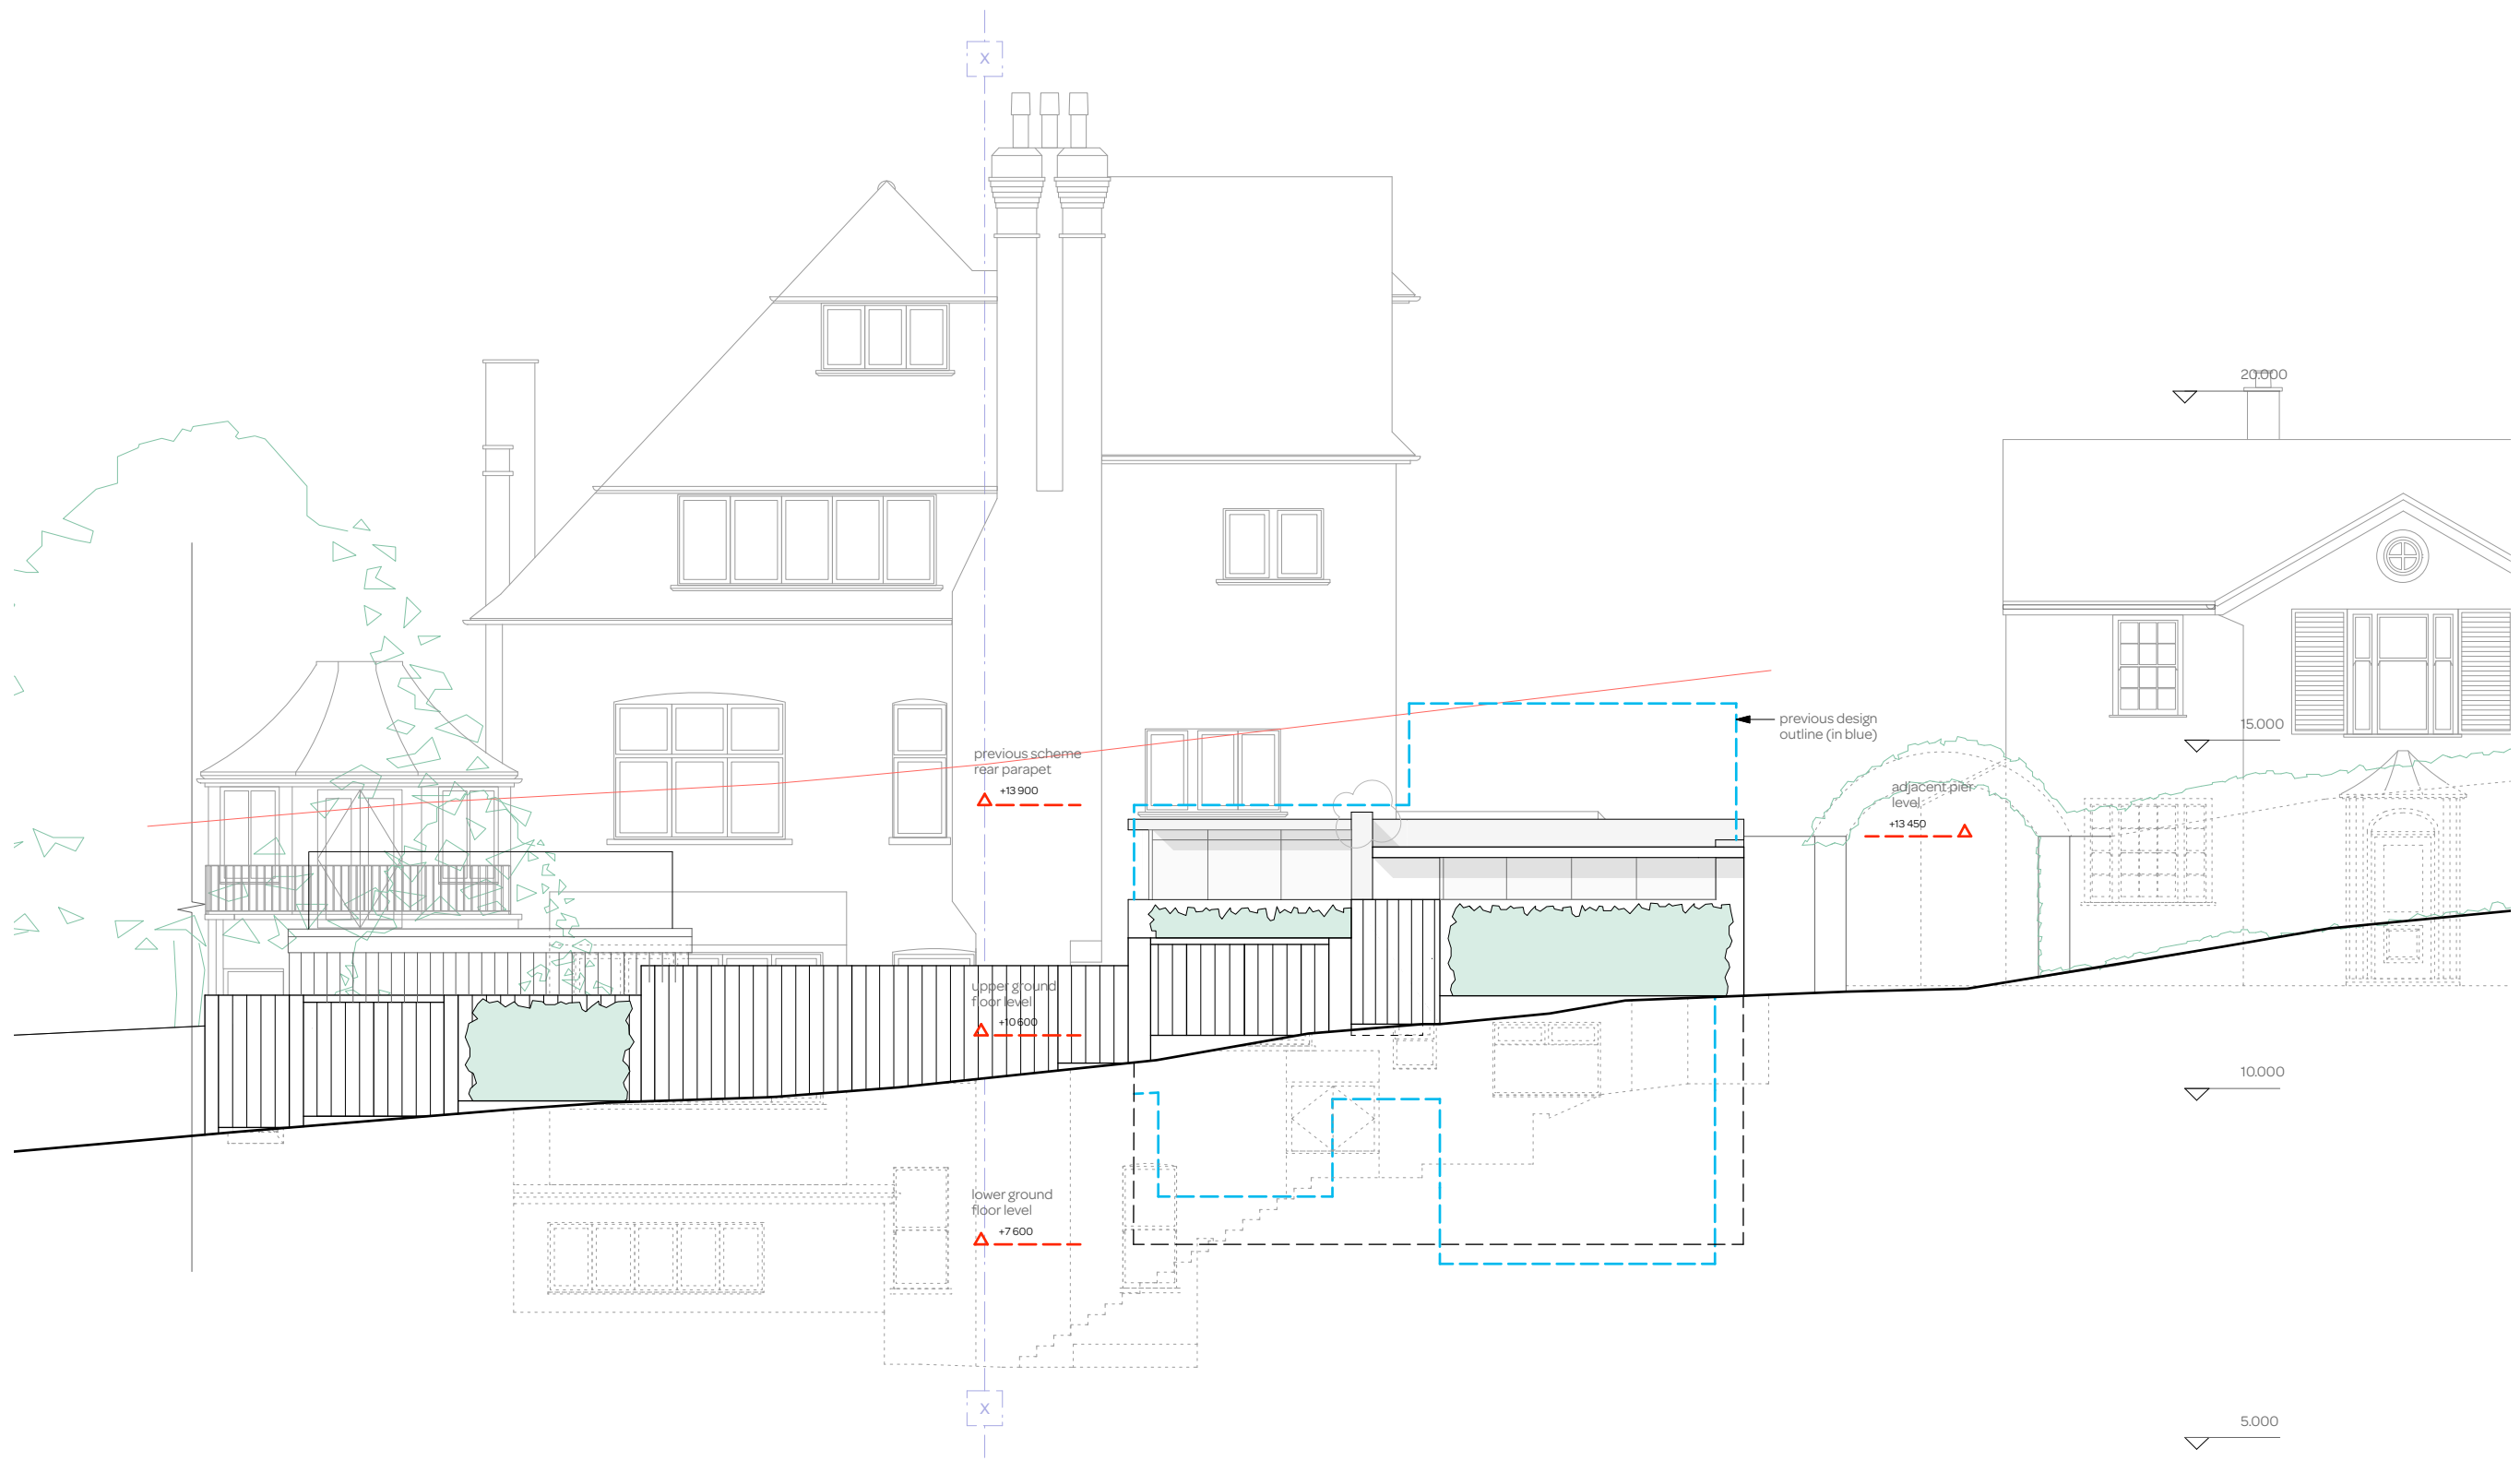 X
20.000
previous design
outline (in blue)
15.000
previous scheme
rear parapet
+13 900
adjacent pier
level
+13 450
upper ground
floor level
+10 600
10.000
lower ground
floor level
+7 600
X
5.000